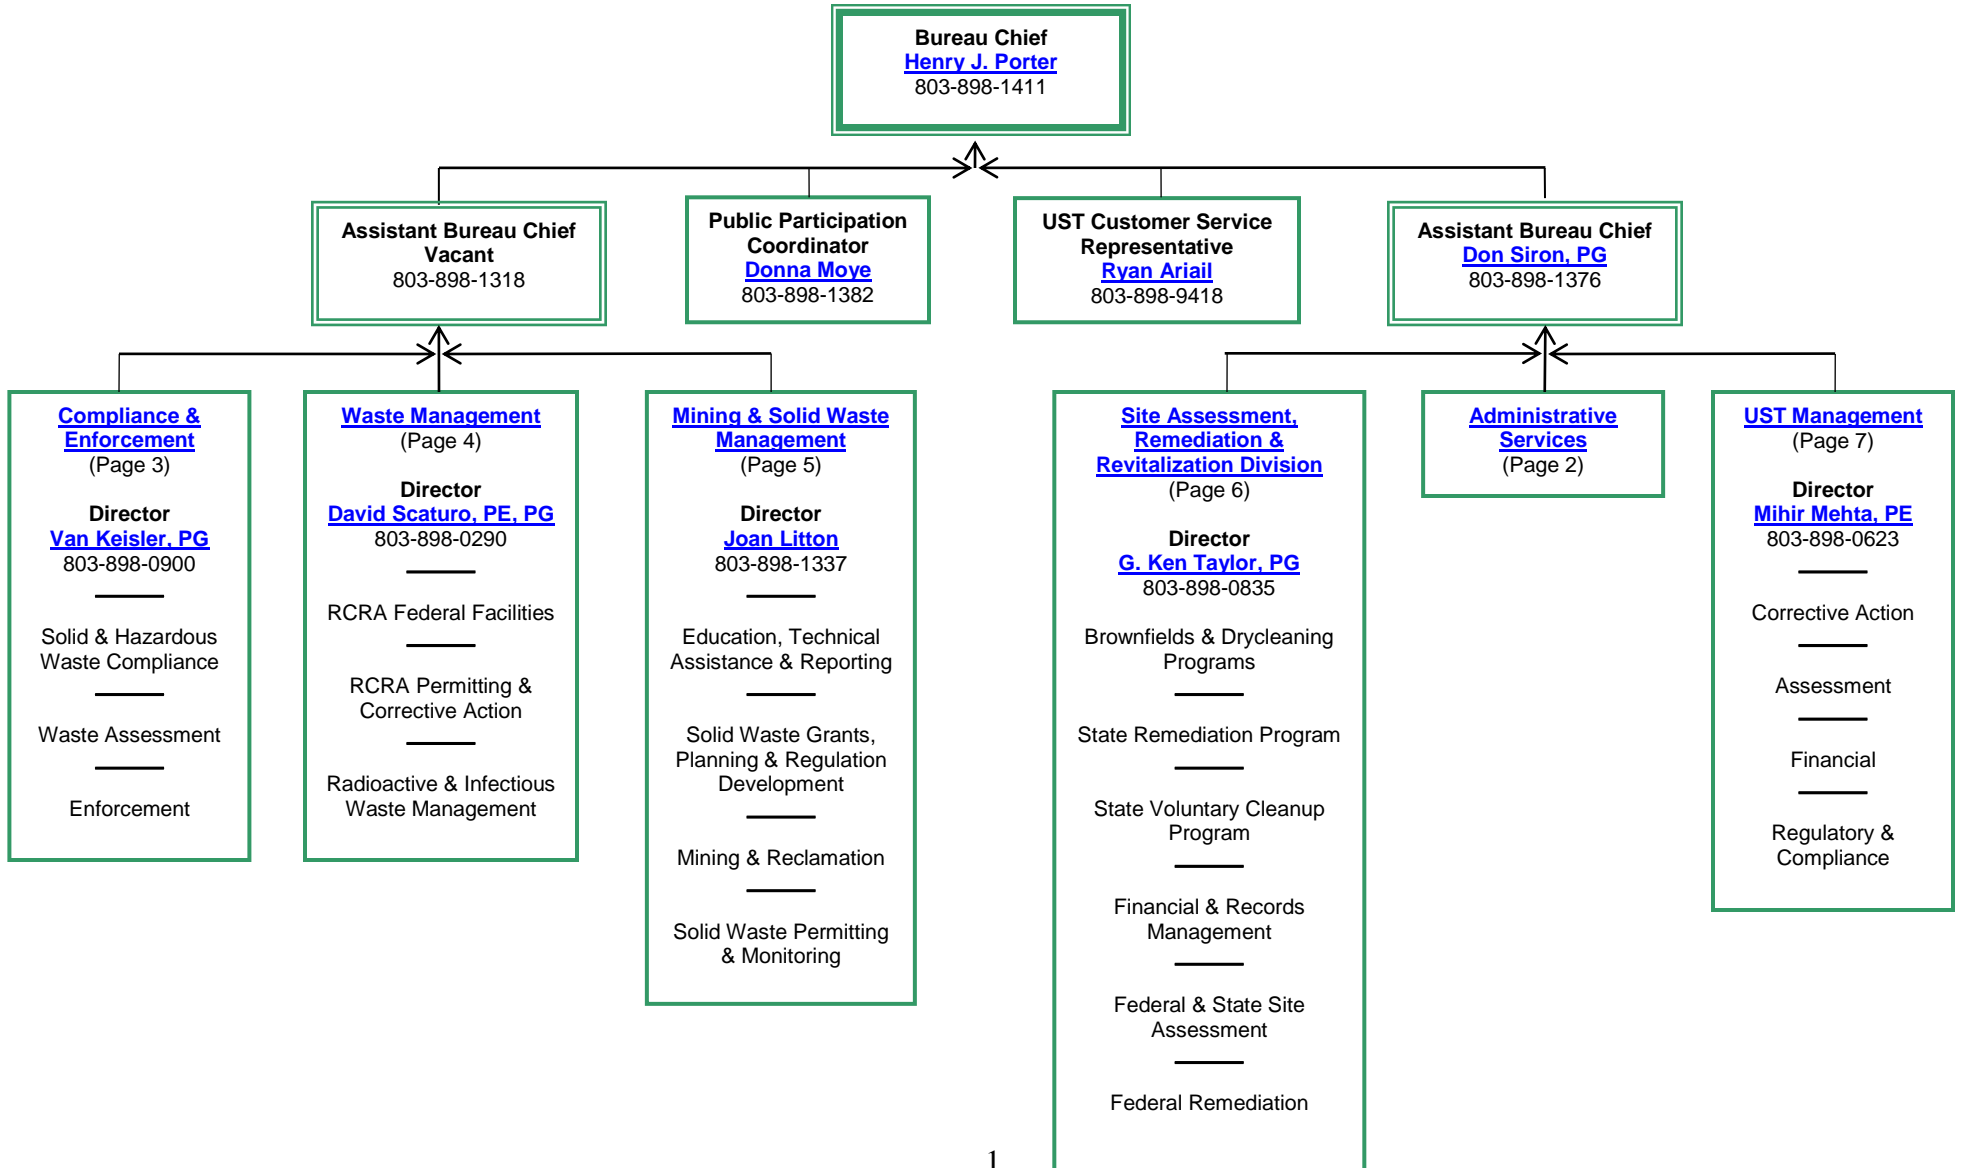 Bureau Chief
Henry J. Porter
803-898-1411
Assistant Bureau Chief
Vacant
803-898-1318
Public Participation
Coordinator
Donna Moye
803-898-1382
UST Customer Service
Representative
Ryan Ariail
803-898-9418
Assistant Bureau Chief
Don Siron, PG
803-898-1376
Compliance &
Enforcement
(Page 3)
Director
Van Keisler, PG
803-898-0900
Solid & Hazardous
Waste Compliance
Waste Assessment
Enforcement
Waste Management
(Page 4)
Director
David Scaturo, PE, PG
803-898-0290
RCRA Federal Facilities
RCRA Permitting &
Corrective Action
Radioactive & Infectious
Waste Management
Mining & Solid Waste
Management
(Page 5)
Director
Joan Litton
803-898-1337
Education, Technical
Assistance & Reporting
Solid Waste Grants,
Planning & Regulation
Development
Mining & Reclamation
Solid Waste Permitting
& Monitoring
Site Assessment,
Remediation &
Revitalization Division
(Page 6)
Director
G. Ken Taylor, PG
803-898-0835
Brownfields & Drycleaning
Programs
State Remediation Program
State Voluntary Cleanup
Program
Financial & Records
Management
Federal & State Site
Assessment
Federal Remediation
Administrative
Services
(Page 2)
UST Management
(Page 7)
Director
Mihir Mehta, PE
803-898-0623
Corrective Action
Assessment
Financial
Regulatory &
Compliance
1